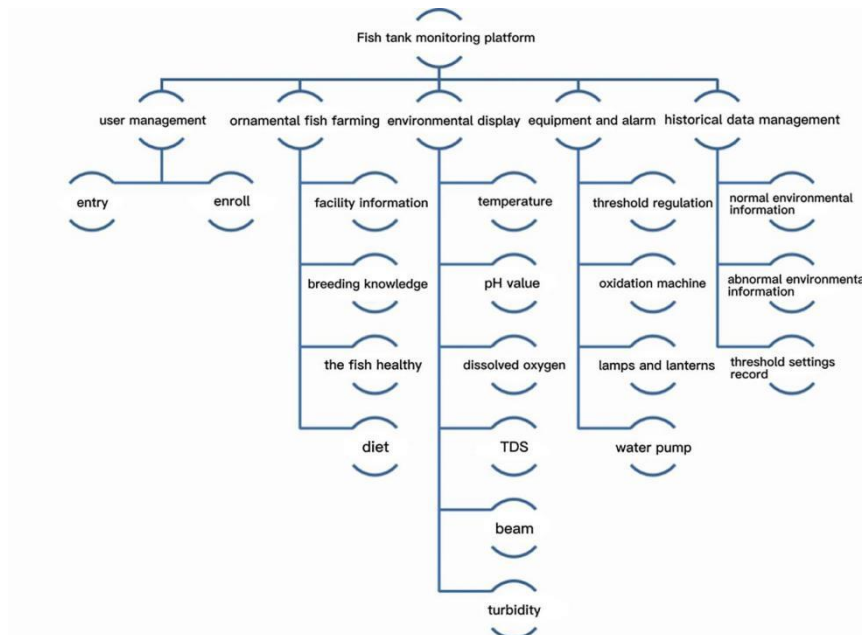 Fish tank monitoring platform
user management
ornamental fish farming
environmental display
equipment and alarm
historical data management
entry
enroll
facility information
breeding knowledge
the fish healthy
diet
temperature
pH value
dissolved oxygen
TDS
beam
turbidity
threshold regulation
oxidation machine
lamps and lanterns
water pump
normal environmental
information
abnormal environmenta
information
threshold settings
record